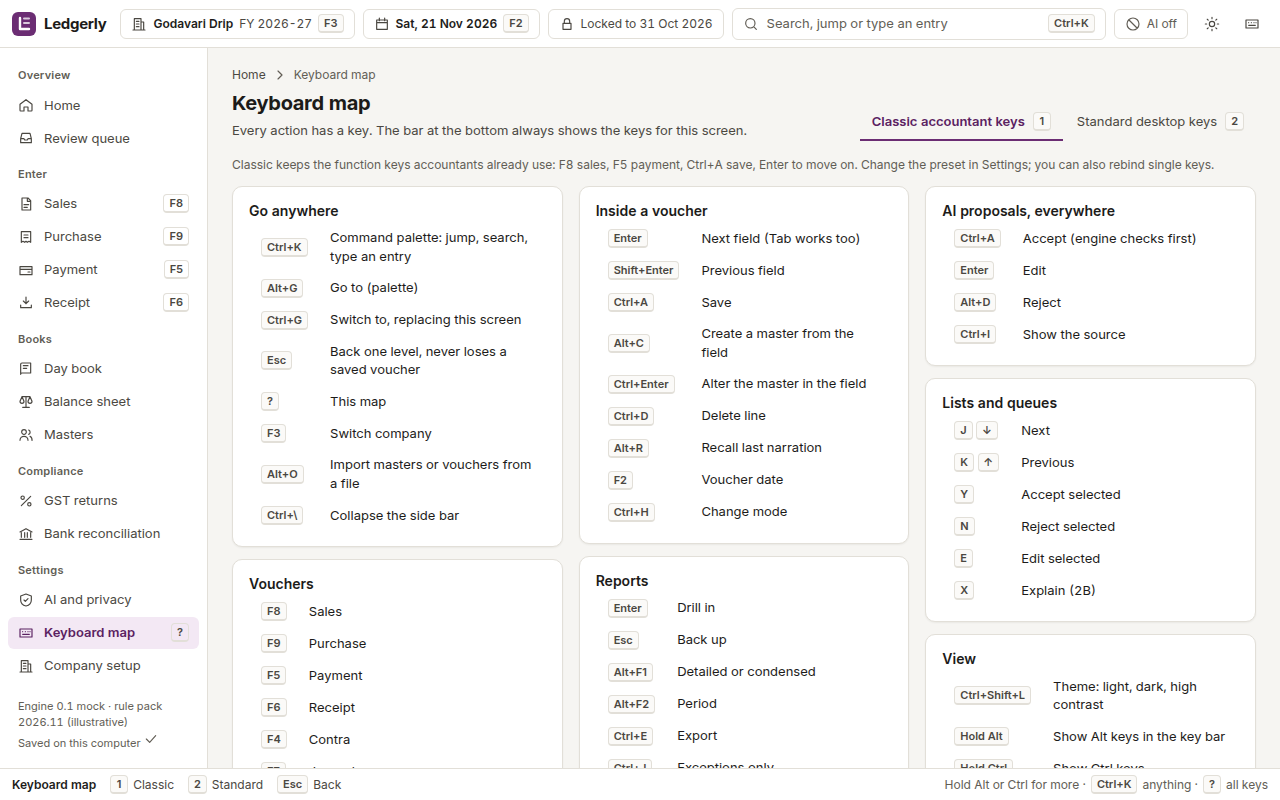 Ledgerly
Godavari Drip FY 2026-27 F3
Sat, 21 Nov 2026 F2
Locked to 31 Oct 2026
Search, jump or type an entry Ctrl+K
AI off
Overview
Home
Review queue
Enter
Sales F8
Purchase F9
Payment F5
Receipt F6
Books
Day book
Balance sheet
Masters
Compliance
GST returns
Bank reconciliation
Settings
AI and privacy
Keyboard map ?
Company setup
Engine 0.1 mock · rule pack
2026.11 (illustrative)
Saved on this computer
Home > Keyboard map
Keyboard map
Every action has a key. The bar at the bottom always shows the keys for this screen.
Classic accountant keys 1
Standard desktop keys 2
Classic keeps the function keys accountants already use: F8 sales, F5 payment, Ctrl+A save, Enter to move on. Change the preset in Settings; you can also rebind single keys.
Go anywhere
Ctrl+K Command palette: jump, search,
type an entry
Alt+G Go to (palette)
Ctrl+G Switch to, replacing this screen
Esc Back one level, never loses a
saved voucher
? This map
F3 Switch company
Alt+O Import masters or vouchers from
a file
Ctrl+\ Collapse the side bar
Vouchers
F8 Sales
F9 Purchase
F5 Payment
F6 Receipt
F4 Contra
Inside a voucher
Enter Next field (Tab works too)
Shift+Enter Previous field
Ctrl+A Save
Alt+C Create a master from the
field
Ctrl+Enter Alter the master in the field
Ctrl+D Delete line
Alt+R Recall last narration
F2 Voucher date
Ctrl+H Change mode
Reports
Enter Drill in
Esc Back up
Alt+F1 Detailed or condensed
Alt+F2 Period
Ctrl+E Export
Exceptions only
AI proposals, everywhere
Ctrl+A Accept (engine checks first)
Enter Edit
Alt+D Reject
Ctrl+I Show the source
Lists and queues
J ↓ Next
K ↑ Previous
Y Accept selected
N Reject selected
E Edit selected
X Explain (2B)
View
Ctrl+Shift+L Theme: light, dark, high
contrast
Hold Alt Show Alt keys in the key bar
Hold Ctrl Show Ctrl keys
Keyboard map 1 Classic 2 Standard Esc Back
Hold Alt or Ctrl for more · Ctrl+K anything · ? all keys